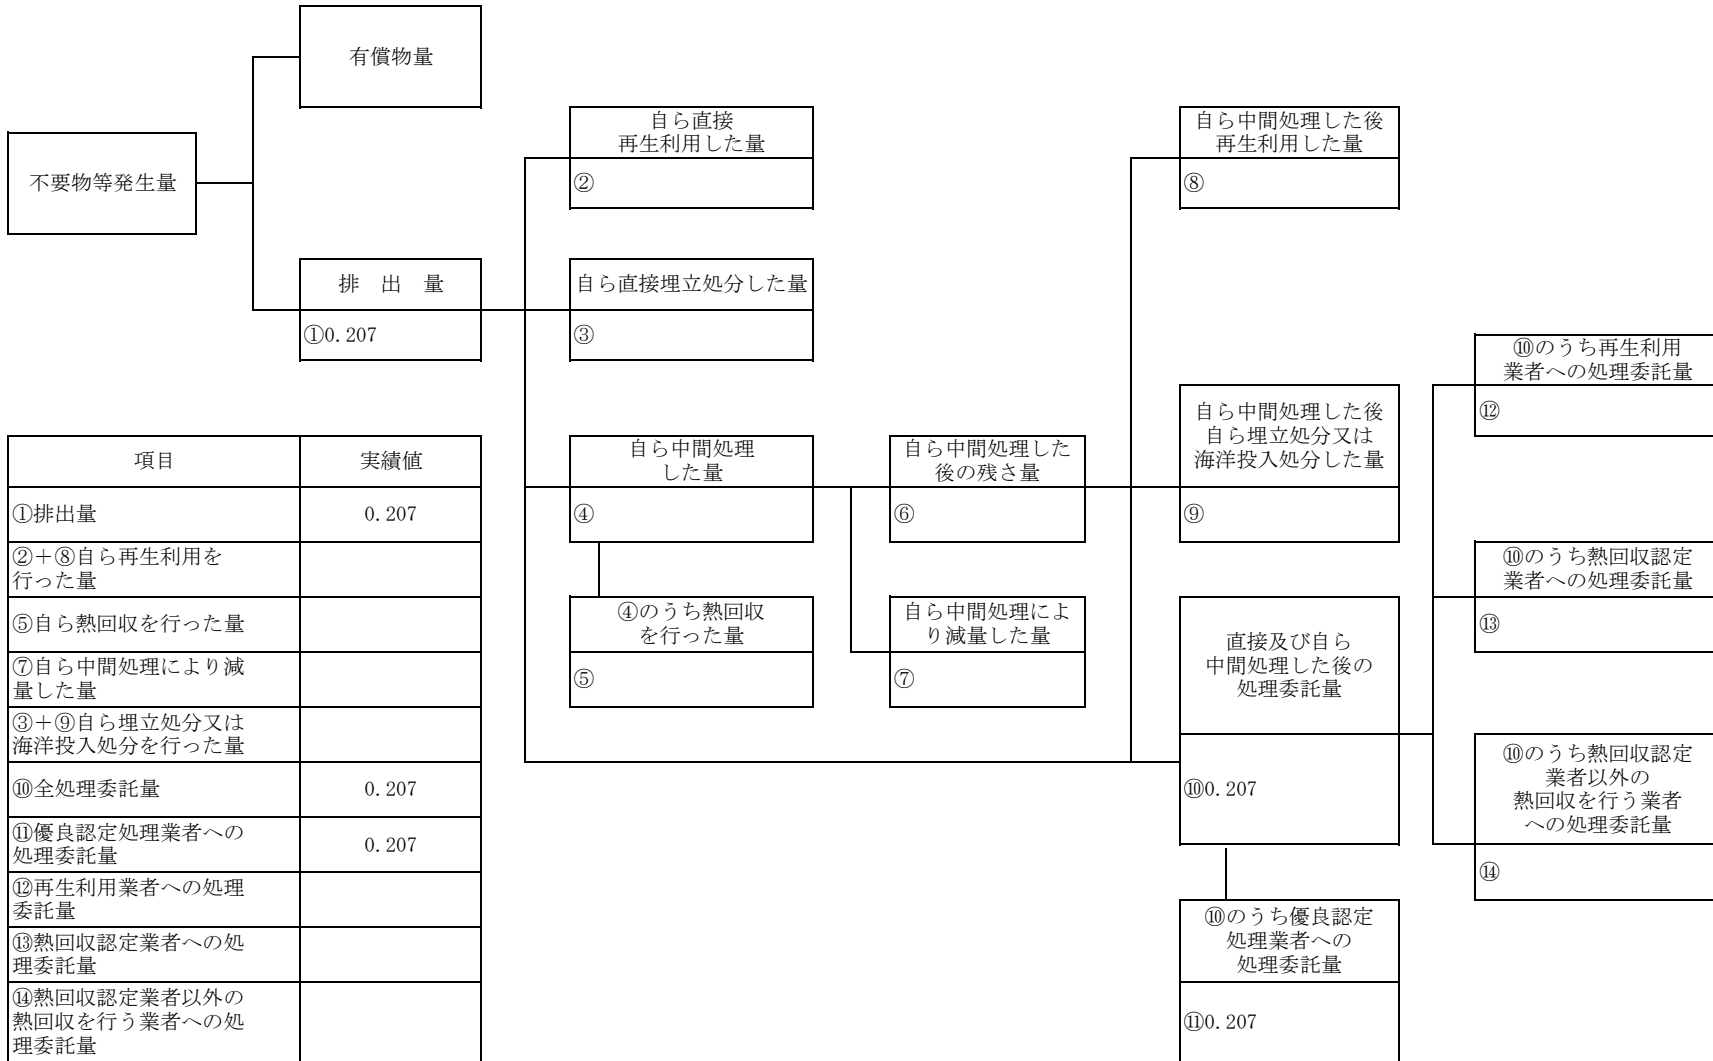 有償物量
不要物等発生量
排　出　量
①0.207
自ら直接
再生利用した量
②
自ら直接埋立処分した量
③
自ら中間処理
した量
④
④のうち熱回収
を行った量
⑤
自ら中間処理した
後の残さ量
⑥
自ら中間処理によ
り減量した量
⑦
自ら中間処理した後
再生利用した量
⑧
自ら中間処理した後
自ら埋立処分又は
海洋投入処分した量
⑨
直接及び自ら
中間処理した後の
処理委託量
⑩0.207
⑩のうち優良認定
処理業者への
処理委託量
⑪0.207
⑩のうち再生利用
業者への処理委託量
⑫
⑩のうち熱回収認定
業者への処理委託量
⑬
⑩のうち熱回収認定
業者以外の
熱回収を行う業者
への処理委託量
⑭
項目 実績値
①排出量 0.207
②＋⑧自ら再生利用を
行った量
⑤自ら熱回収を行った量
⑦自ら中間処理により減
量した量
③＋⑨自ら埋立処分又は
海洋投入処分を行った量
⑩全処理委託量 0.207
⑪優良認定処理業者への
処理委託量 0.207
⑫再生利用業者への処理
委託量
⑬熱回収認定業者への処
理委託量
⑭熱回収認定業者以外の
熱回収を行う業者への処
理委託量